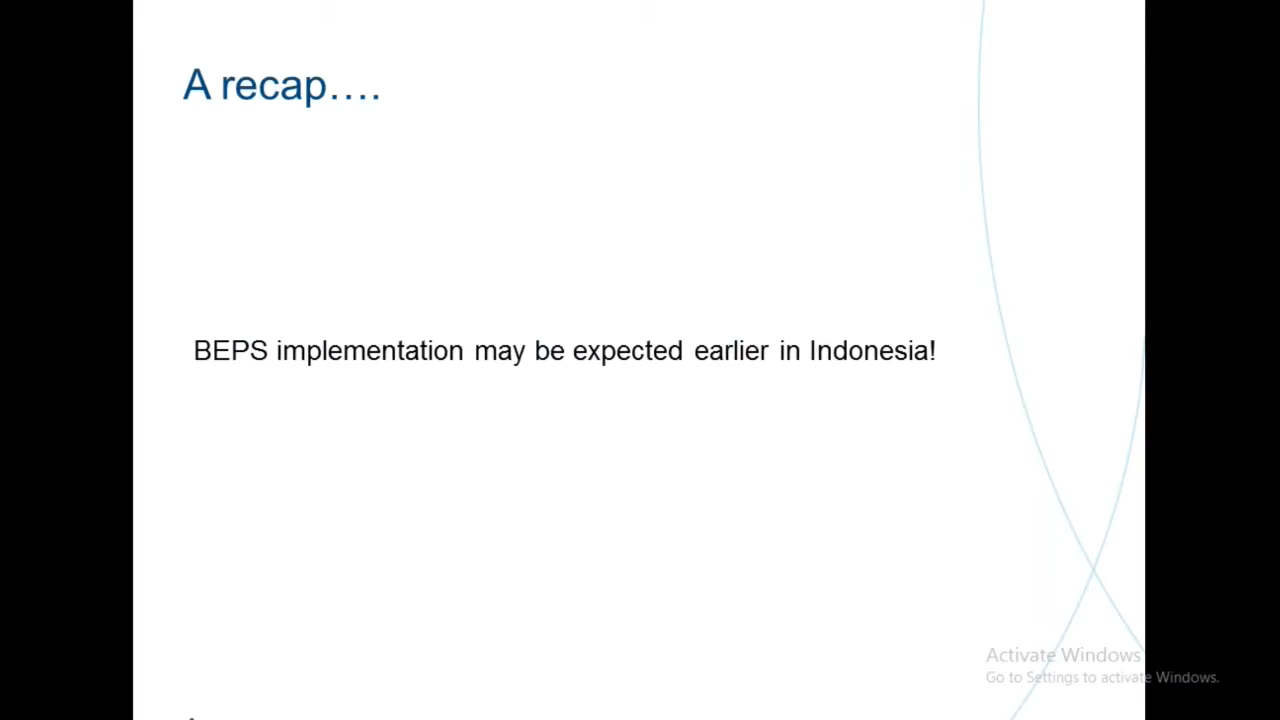 A recap….
BEPS implementation may be expected earlier in Indonesia!
Activate Windows
Go to Settings to activate Windows.